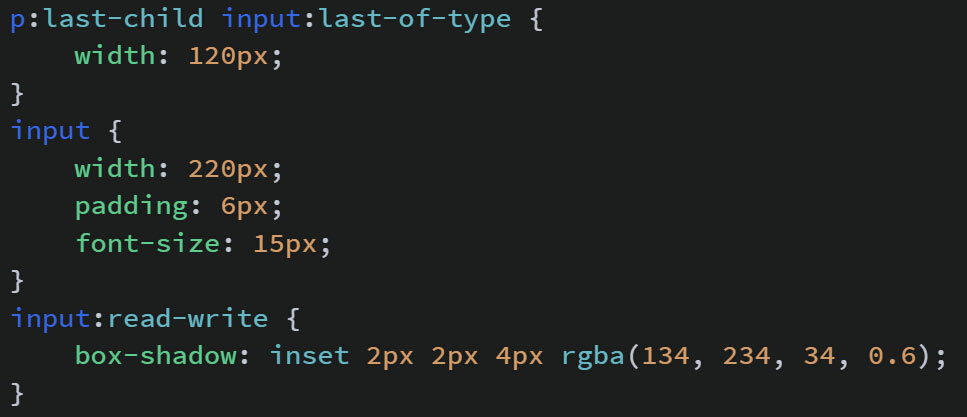 p:last-child input:last-of-type {
    width: 120px;
}
input {
    width: 220px;
    padding: 6px;
    font-size: 15px;
}
input:read-write {
    box-shadow: inset 2px 2px 4px rgba(134, 234, 34, 0.6);
}